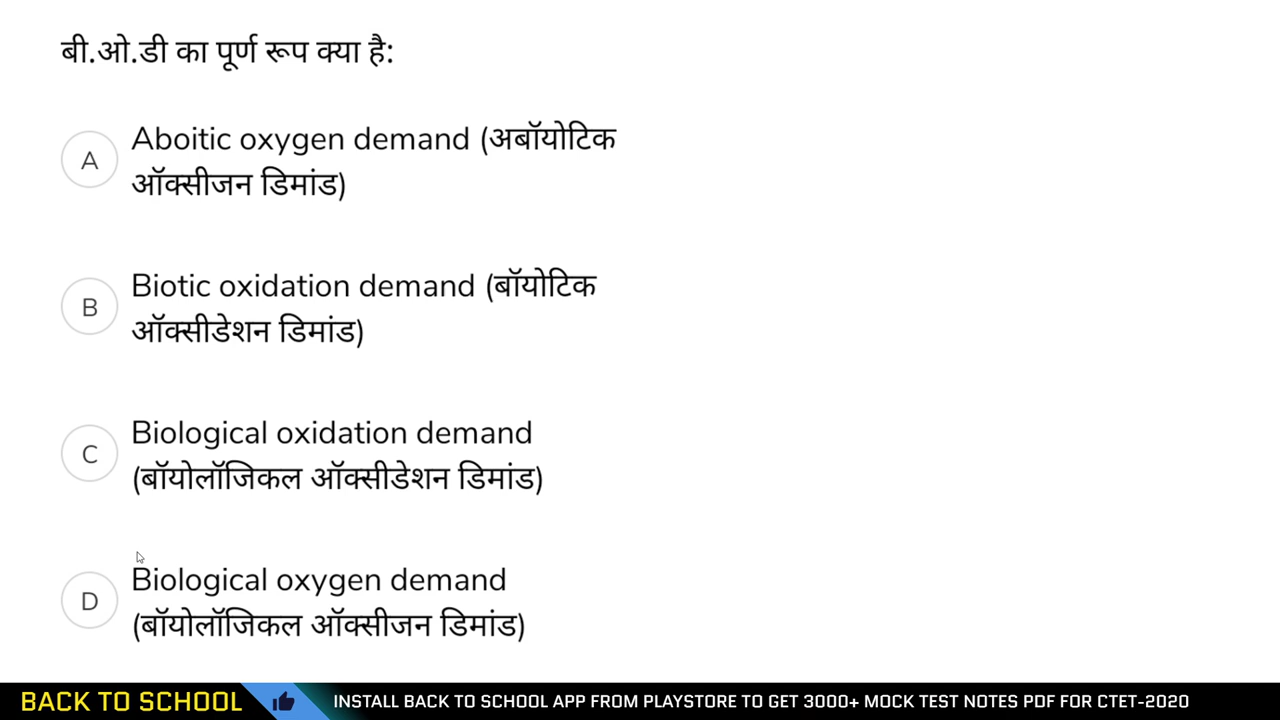 बी.ओ.डी का पूर्ण रूप क्या है:
A
Aboitic oxygen demand (अबॉयोटिक
ऑक्सीजन डिमांड)
B
Biotic oxidation demand (बॉयोटिक
ऑक्सीडेशन डिमांड)
C
Biological oxidation demand
(बॉयोलॉजिकल ऑक्सीडेशन डिमांड)
D
Biological oxygen demand
(बॉयोलॉजिकल ऑक्सीजन डिमांड)
BACK TO SCHOOL INSTALL BACK TO SCHOOL APP FROM PLAYSTORE TO GET 3000+ MOCK TEST NOTES PDF FOR CTET-2020